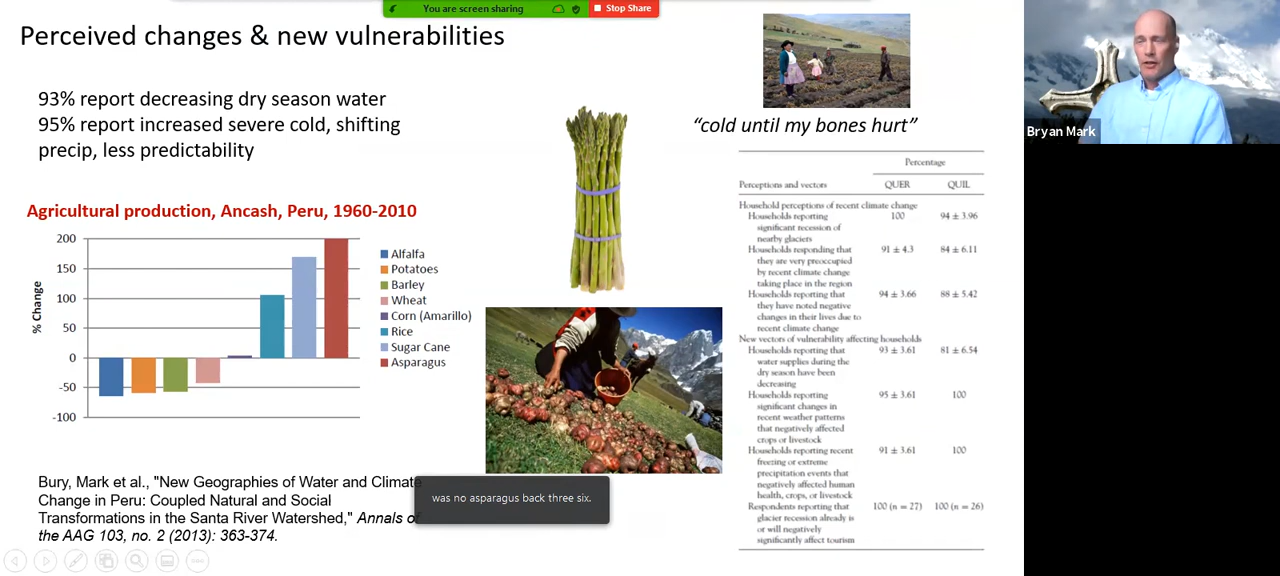 You are screen sharing
Stop Share
Perceived changes & new vulnerabilities
93% report decreasing dry season water
95% report increased severe cold, shifting
precip, less predictability
"cold until my bones hurt"
Bryan Mark
Agricultural production, Ancash, Peru, 1960-2010
% Change
200
150
100
50
0
-50
-100
Alfalfa
Potatoes
Barley
Wheat
Corn (Amarillo)
Rice
Sugar Cane
Asparagus
Percentage
Perceptions and vectors QUER QUIL
Household perceptions of recent climate change
Households reporting 100 94 ± 3.96
significant recession of
nearby glaciers
Households responding that 91 ± 4.3 84 ± 6.11
they are very preoccupied
by recent climate change
taking place in the region
Households reporting that 94 ± 3.66 88 ± 5.42
they have noted negative
changes in their lives due to
recent climate change
New vectors of vulnerability affecting households
Households reporting that 93 ± 3.61 81 ± 6.54
water supplies during the
dry season have been
decreasing
Households reporting 95 ± 3.61 100
significant changes in
recent weather patterns
that negatively affected
crops or livestock
Households reporting recent 91 ± 3.61 100
freezing or extreme
precipitation events that
negatively affected human
health, crops, or livestock
Respondents reporting that 100 (n = 27) 100 (n = 26)
glacier recession already is
or will negatively
significantly affect tourism
Bury, Mark et al., "New Geographies of Water and Climate
Change in Peru: Coupled Natural and Social
Transformations in the Santa River Watershed," Annals of
the AAG 103, no. 2 (2013): 363-374.
was no asparagus back three six.